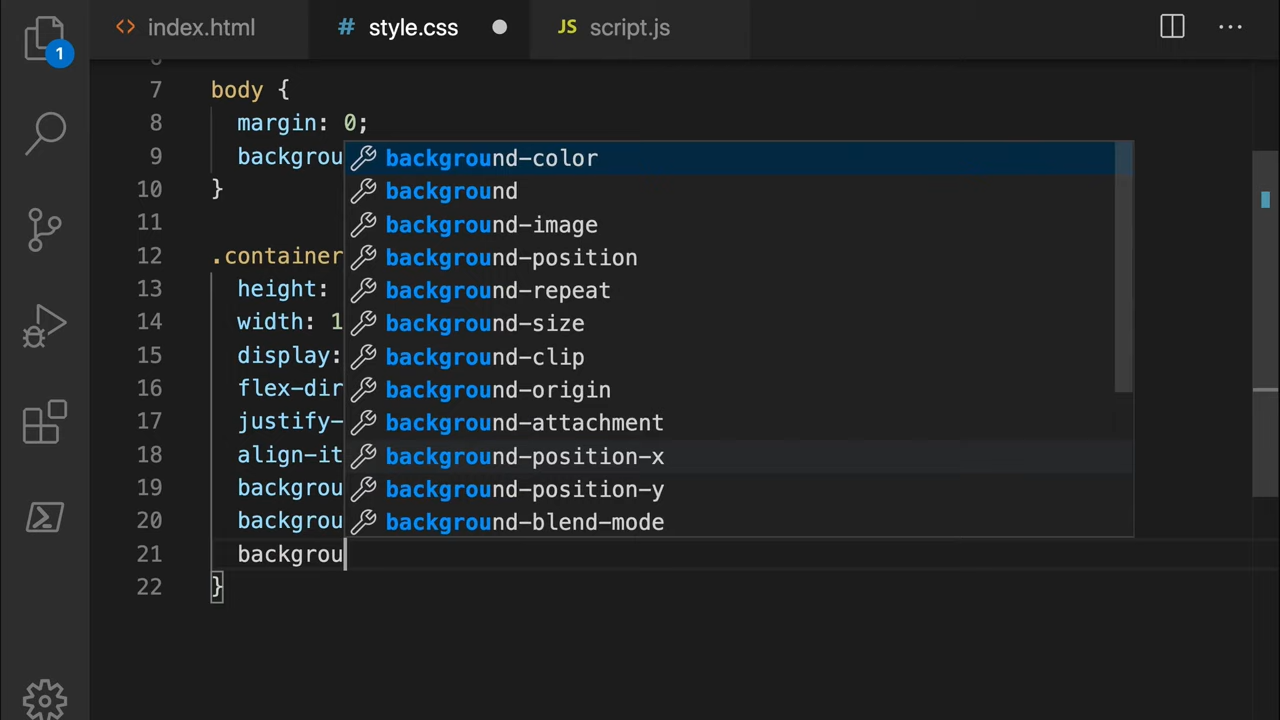 index.html # style.css JS script.js ...
1
7 body {
8 margin: 0;
9 backgrou
10 }
11
12 .container
13 height:
14 width: 1
15 display:
16 flex-dir
17 justify-
18 align-it
19 backgrou
20 backgrou
21 backgrou
22 }
background-color
background
background-image
background-position
background-repeat
background-size
background-clip
background-origin
background-attachment
background-position-x
background-position-y
background-blend-mode